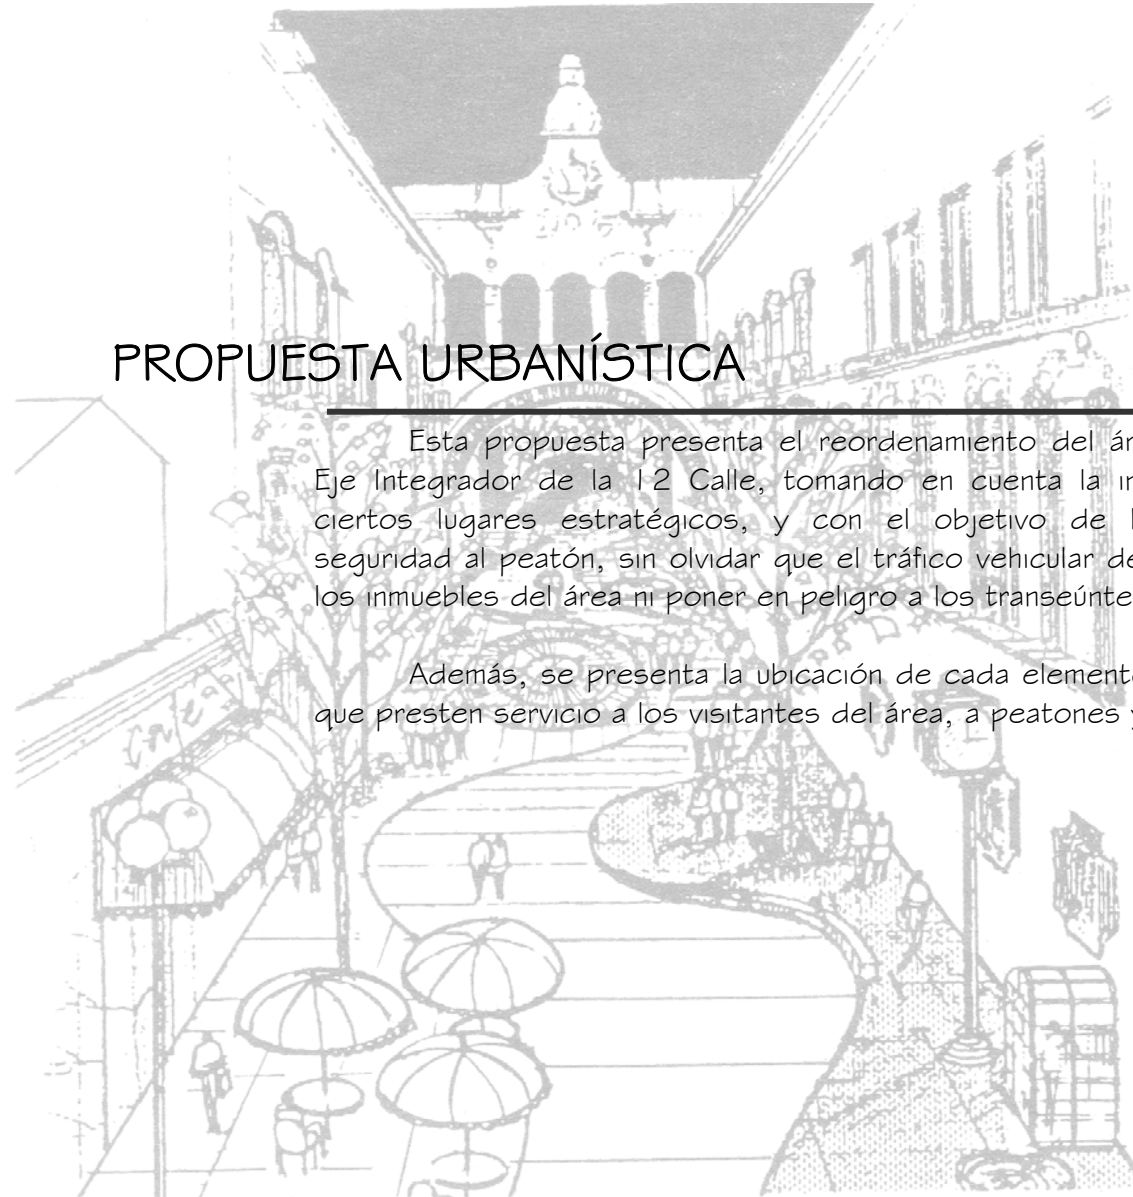 PROPUESTA URBANÍSTICA
Esta propuesta presenta el reordenamiento del
Eje Integrador de la 12 Calle, tomando en cuenta la
ciertos lugares estratégicos, y con el objetivo de
seguridad al peatón, sin olvidar que el tráfico vehicular
los inmuebles del área ni poner en peligro a los
Además, se presenta la ubicación de cada
que presten servicio a los visitantes del área, a peatones